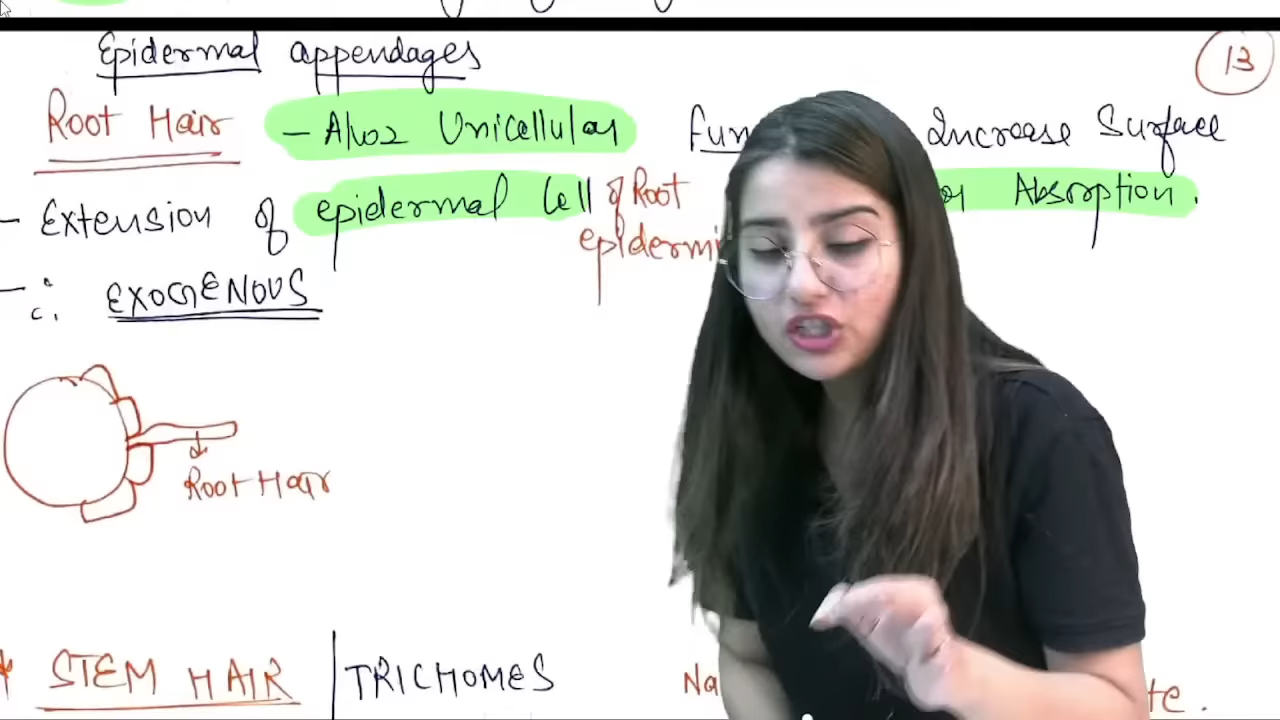 Epidermal appendages
13
Root Hair - Always Unicellular
Increase Surface
- Extension of epidermal Cell of Root
Absorption.
- ∴ EXOGENOUS
Root Hair
STEM HAIR | TRICHOMES